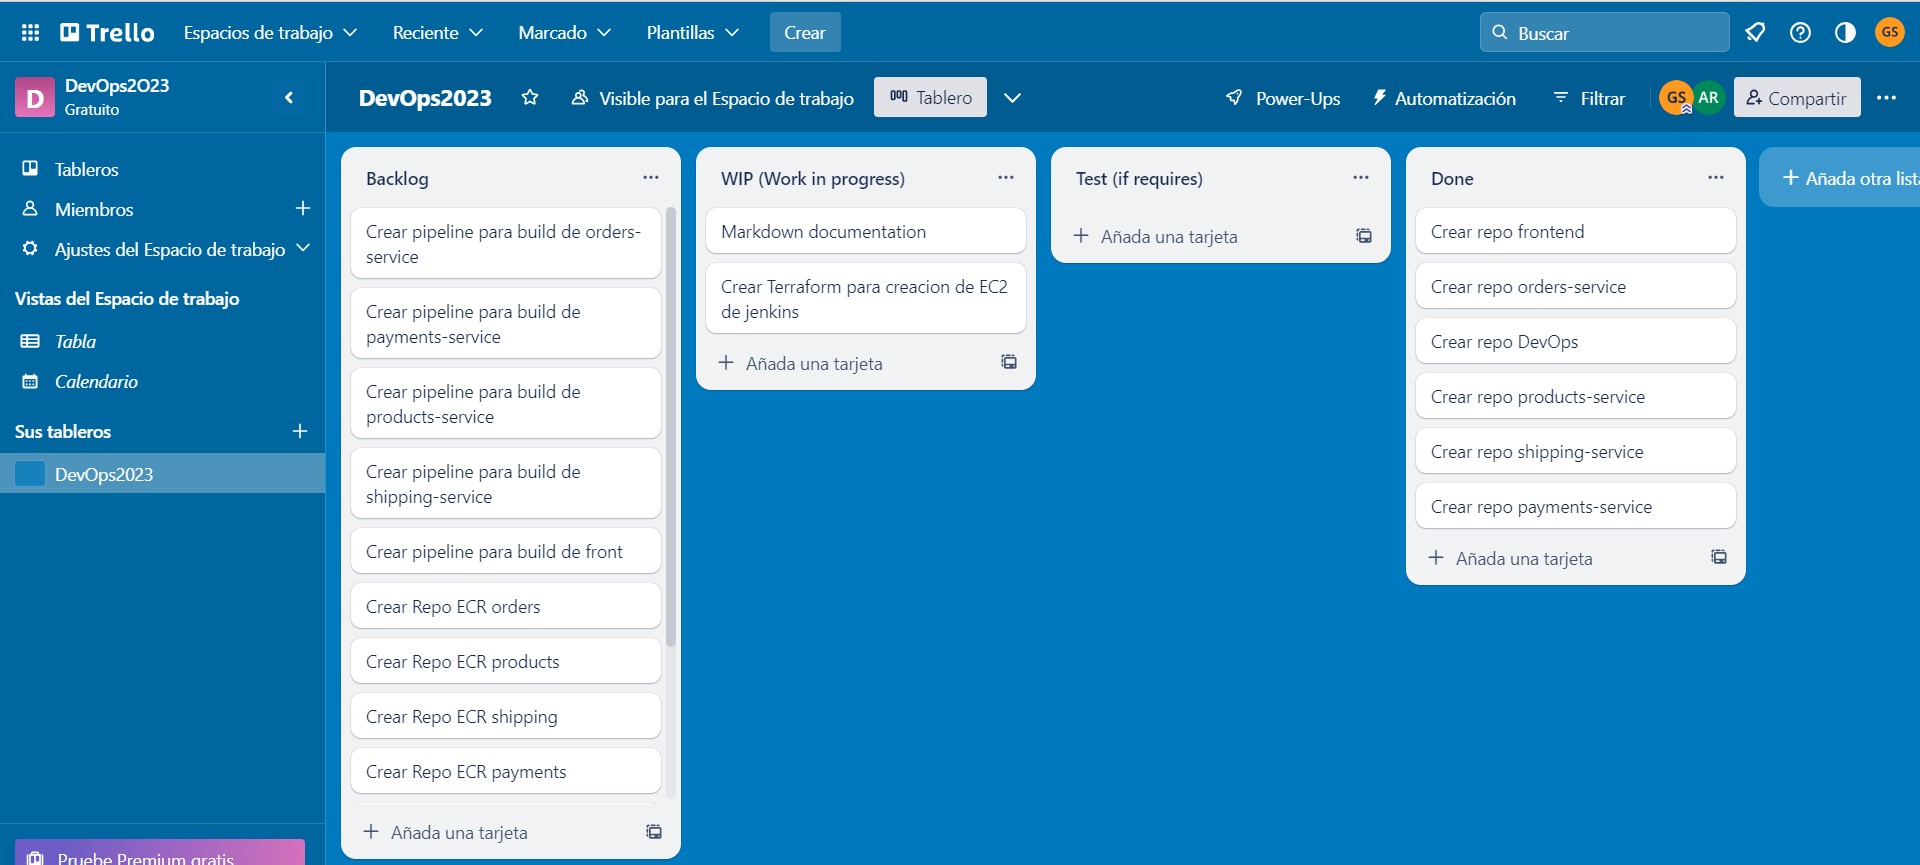 Trello
Espacios de trabajo
Reciente
Marcado
Plantillas
Crear
Buscar
GS
D
DevOps2O23
Gratuito
DevOps2023
Visible para el Espacio de trabajo
Tablero
Power-Ups
Automatización
Filtrar
GS
AR
Compartir
Tableros
Miembros
Ajustes del Espacio de trabajo
Vistas del Espacio de trabajo
Tabla
Calendario
Sus tableros
DevOps2023
Pruebe Premium gratis
Backlog
Crear pipeline para build de orders-
service
Crear pipeline para build de
payments-service
Crear pipeline para build de
products-service
Crear pipeline para build de
shipping-service
Crear pipeline para build de front
Crear Repo ECR orders
Crear Repo ECR products
Crear Repo ECR shipping
Crear Repo ECR payments
Añada una tarjeta
WIP (Work in progress)
Markdown documentation
Crear Terraform para creacion de EC2
de jenkins
Añada una tarjeta
Test (if requires)
Añada una tarjeta
Done
Crear repo frontend
Crear repo orders-service
Crear repo DevOps
Crear repo products-service
Crear repo shipping-service
Crear repo payments-service
Añada una tarjeta
Añada otra lista